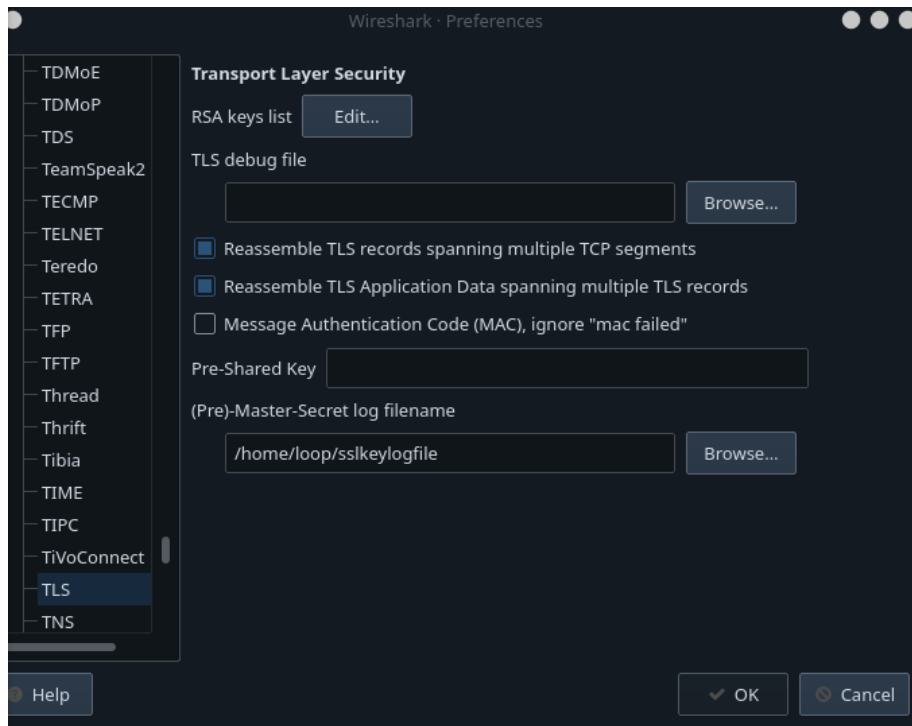 Wireshark · Preferences
TDMoE
TDMoP
TDS
TeamSpeak2
TECMP
TELNET
Teredo
TETRA
TFP
TFTP
Thread
Thrift
Tibia
TIME
TIPC
TiVoConnect
TLS
TNS
Transport Layer Security
RSA keys list Edit...
TLS debug file
Browse...
Reassemble TLS records spanning multiple TCP segments
Reassemble TLS Application Data spanning multiple TLS records
Message Authentication Code (MAC), ignore "mac failed"
Pre-Shared Key
(Pre)-Master-Secret log filename
/home/loop/sslkeylogfile Browse...
Help OK Cancel